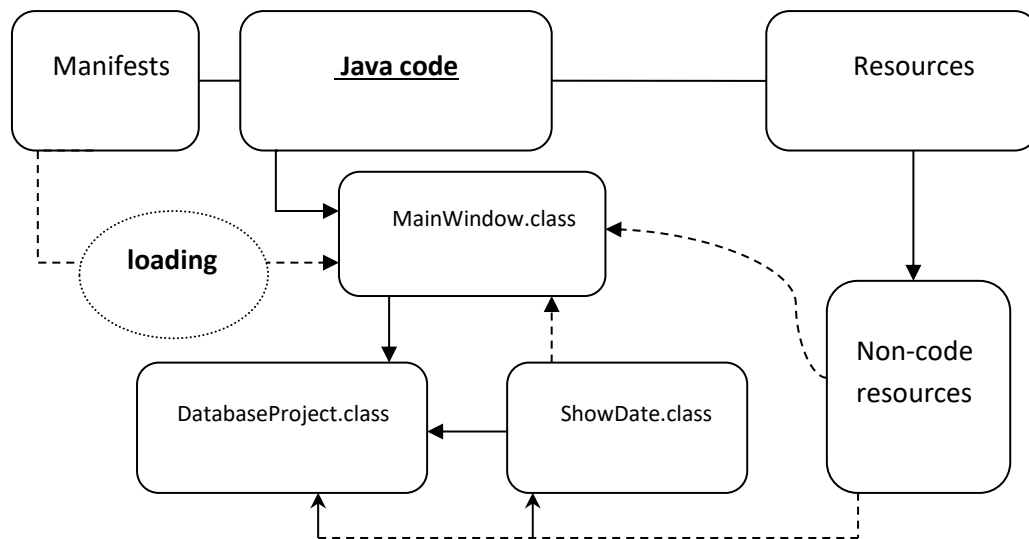 Manifests
Java code
Resources
MainWindow.class
loading
Non-code
resources
DatabaseProject.class
ShowDate.class